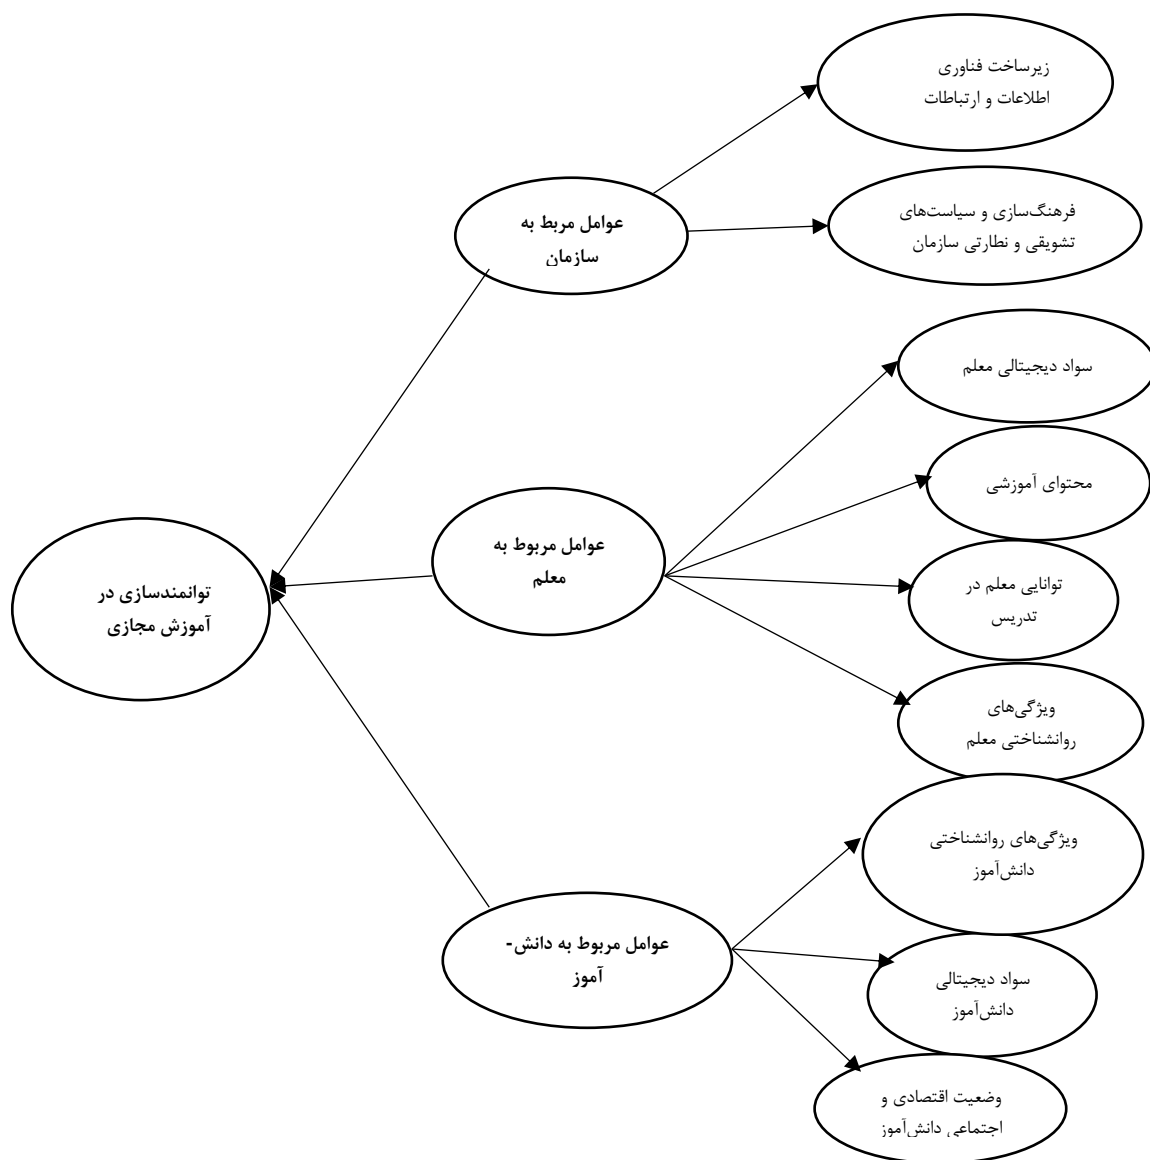 زیرساخت فناوری
اطلاعات و ارتباطات
عوامل مربط به
سازمان
فرهنگ‌سازی و سیاست‌های
تشویقی و نطارتی سازمان
سواد دیجیتالی معلم
محتوای آموزشی
عوامل مربوط به
معلم
توانایی معلم در
تدریس
توانمندسازی در
آموزش مجازی
ویژگی‌های
روانشناختی معلم
ویژگی‌های روانشناختی
دانش‌آموز
عوامل مربوط به دانش-
آموز
سواد دیجیتالی
دانش‌آموز
وضعیت اقتصادی و
اجتماعی دانش‌آموز